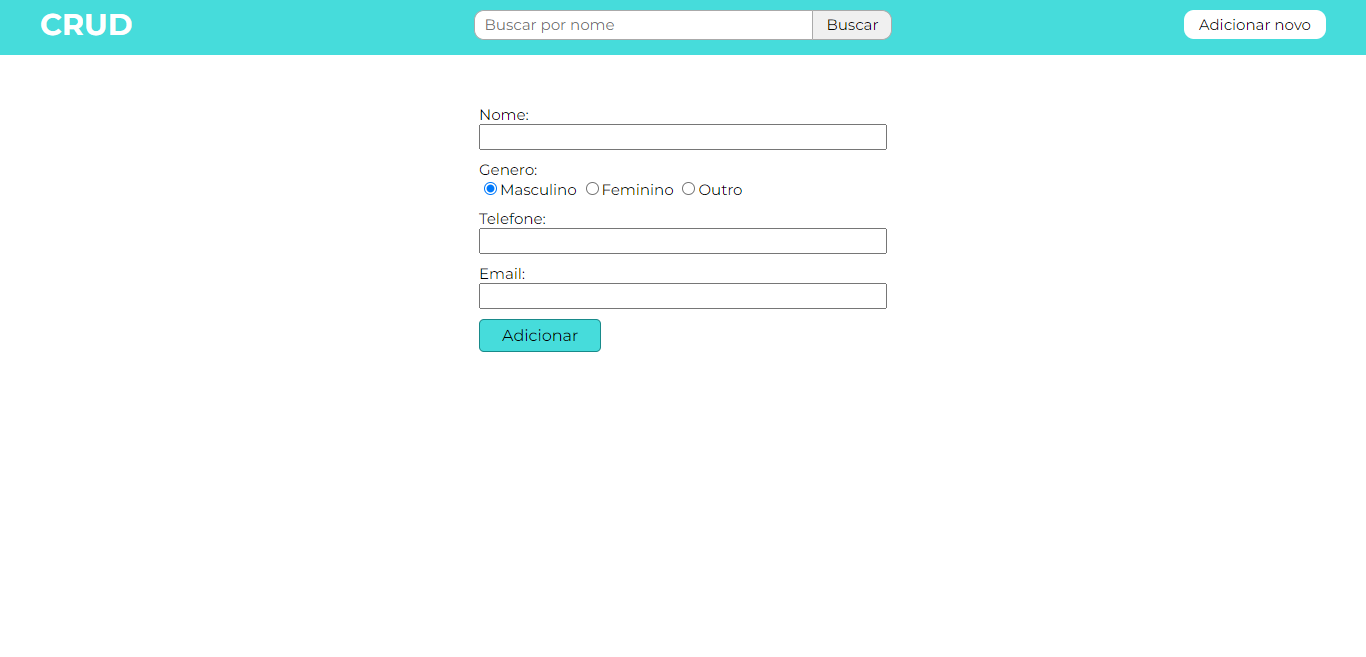 CRUD
Buscar por nome
Buscar
Adicionar novo
Nome:
Genero:
Masculino Feminino Outro
Telefone:
Email:
Adicionar